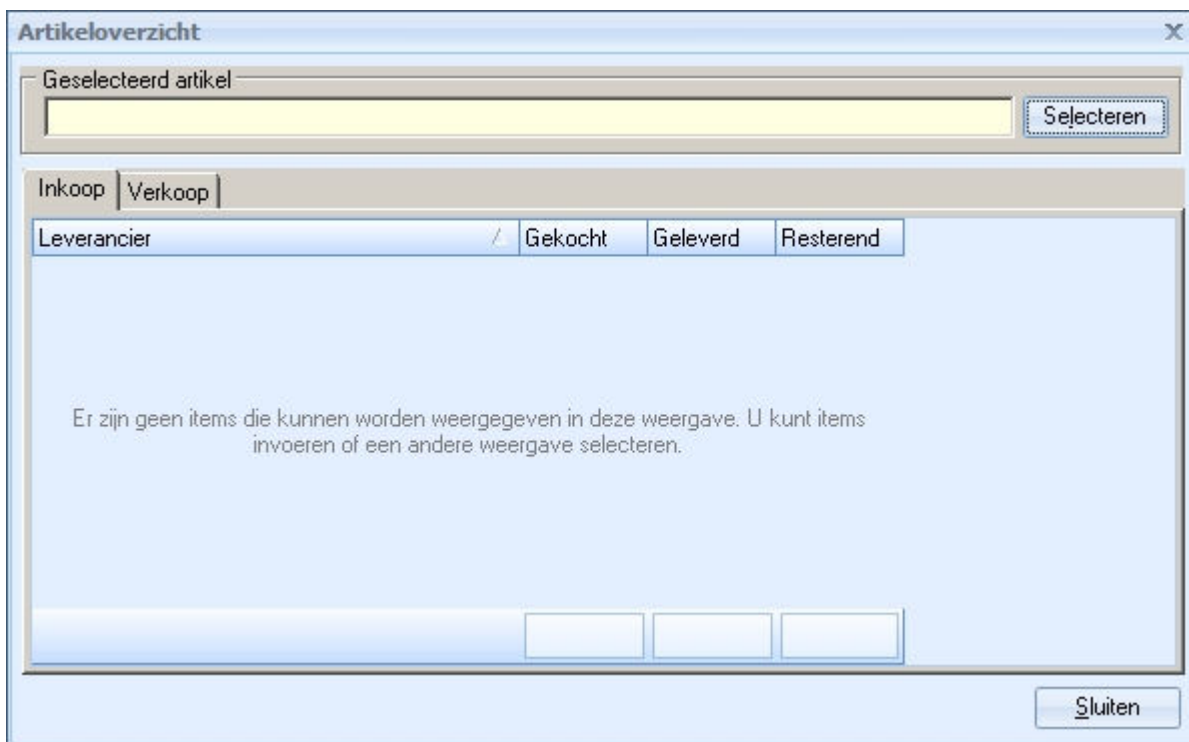 Artikeloverzicht
Geselecteerd artikel
Selecteren
Inkoop Verkoop
Leverancier Gekocht Geleverd Resterend
Er zijn geen items die kunnen worden weergegeven in deze weergave. U kunt items
invoeren of een andere weergave selecteren.
Sluiten